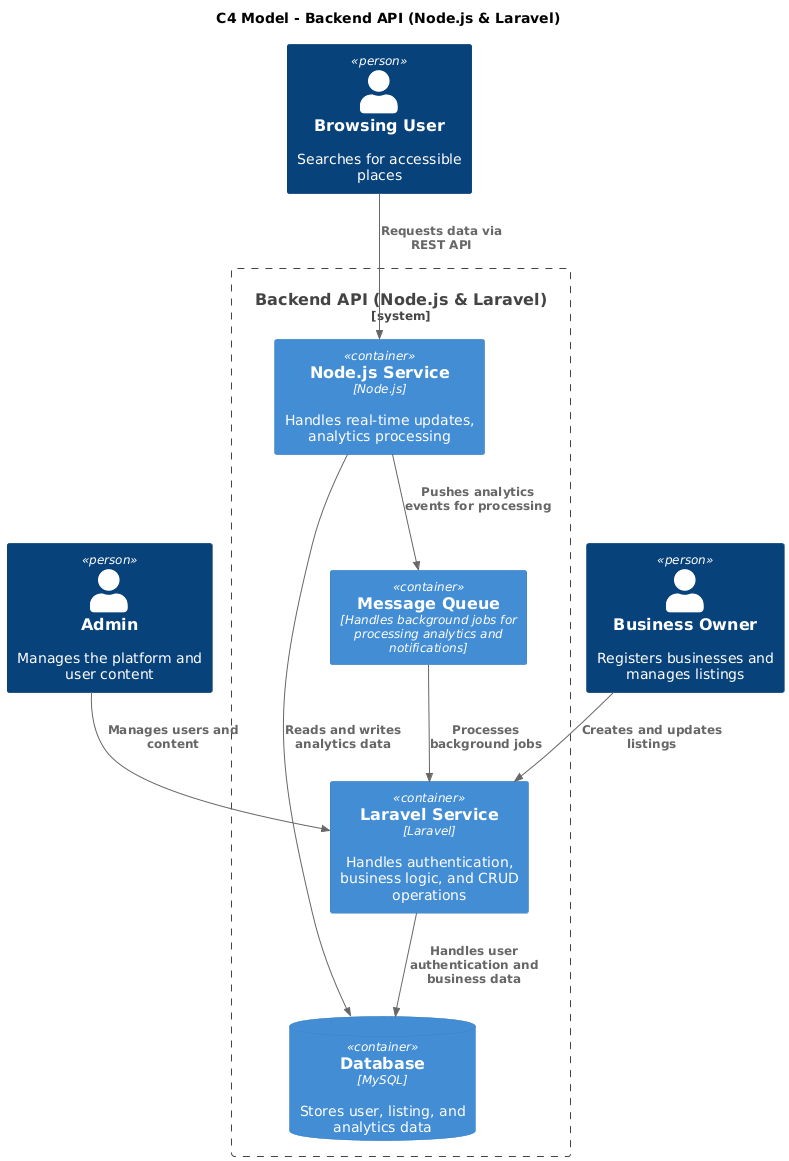 C4 Model - Backend API (Node.js & Laravel)
«person»
Browsing User
Searches for accessible
places
Requests data via
REST API
Backend API (Node.js & Laravel)
[system]
«container»
Node.js Service
[Node.js]
Handles real-time updates,
analytics processing
Pushes analytics
events for processing
«person»
Admin
Manages the platform and
user content
«container»
Message Queue
[Handles background jobs for
processing analytics and
notifications]
«person»
Business Owner
Registers businesses and
manages listings
Manages users and
content
Reads and writes
analytics data
Processes
background jobs
Creates and updates
listings
«container»
Laravel Service
[Laravel]
Handles authentication,
business logic, and CRUD
operations
Handles user
authentication and
business data
«container»
Database
[MySQL]
Stores user, listing, and
analytics data